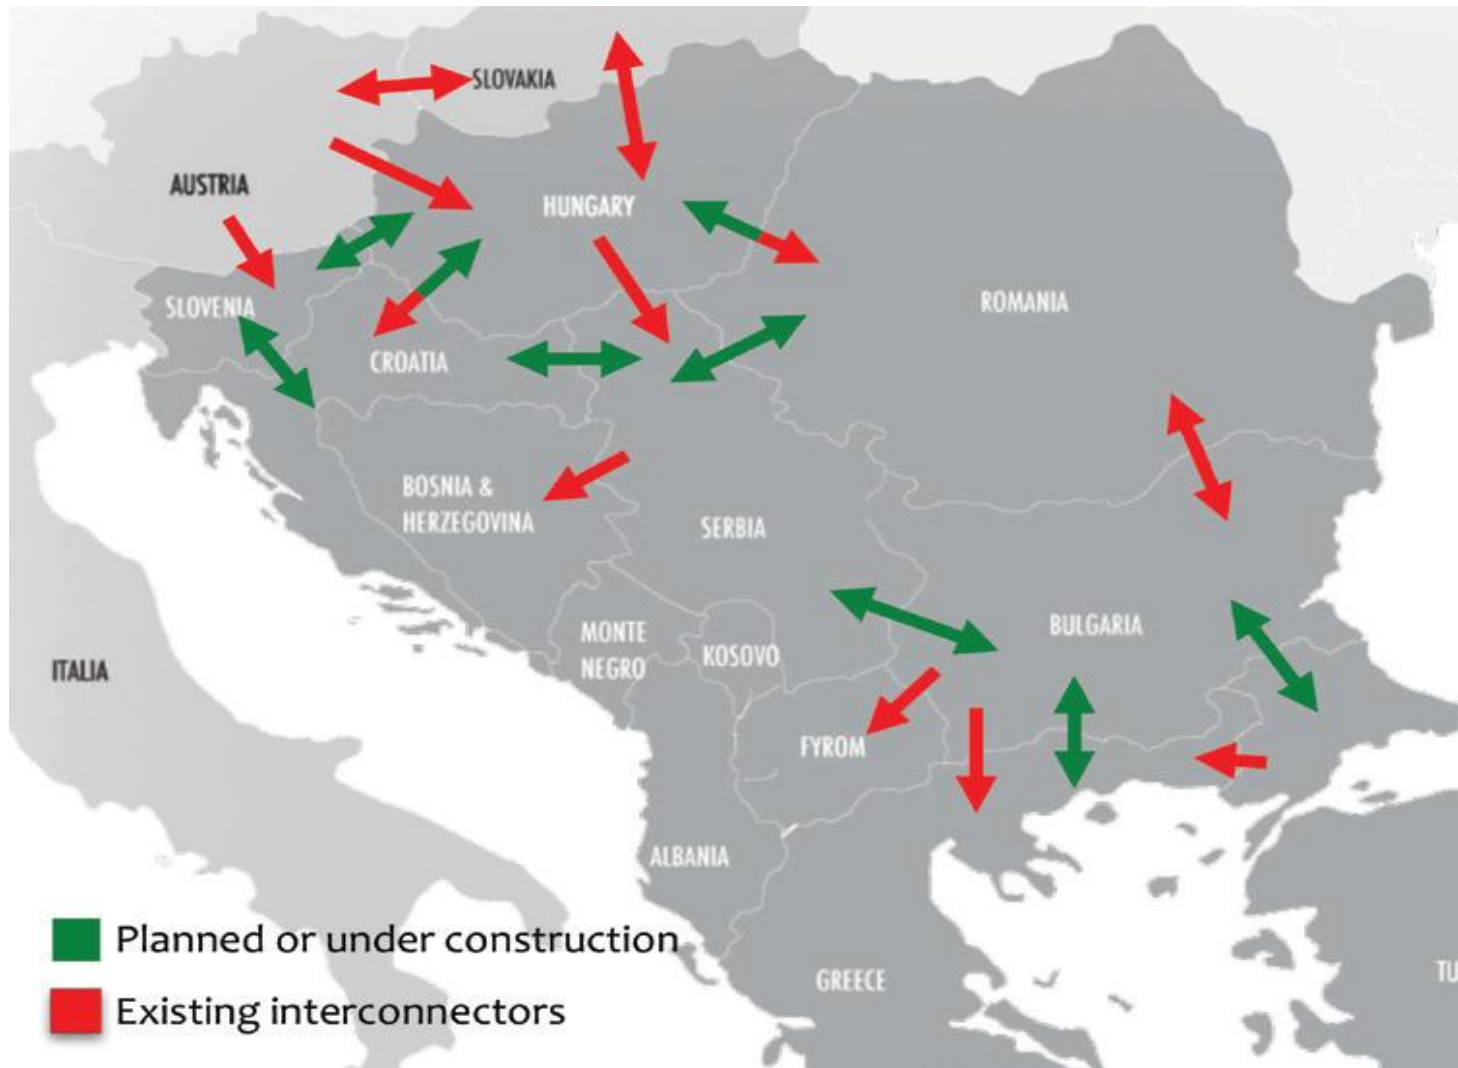 SLOVAKIA
AUSTRIA
HUNGARY
SLOVENIA
ROMANIA
CROATIA
BOSNIA &
HERZEGOVINA
SERBIA
MONTE
NEGRO
KOSOVO
BULGARIA
ITALIA
FYROM
ALBANIA
GREECE
TU
Planned or under construction
Existing interconnectors